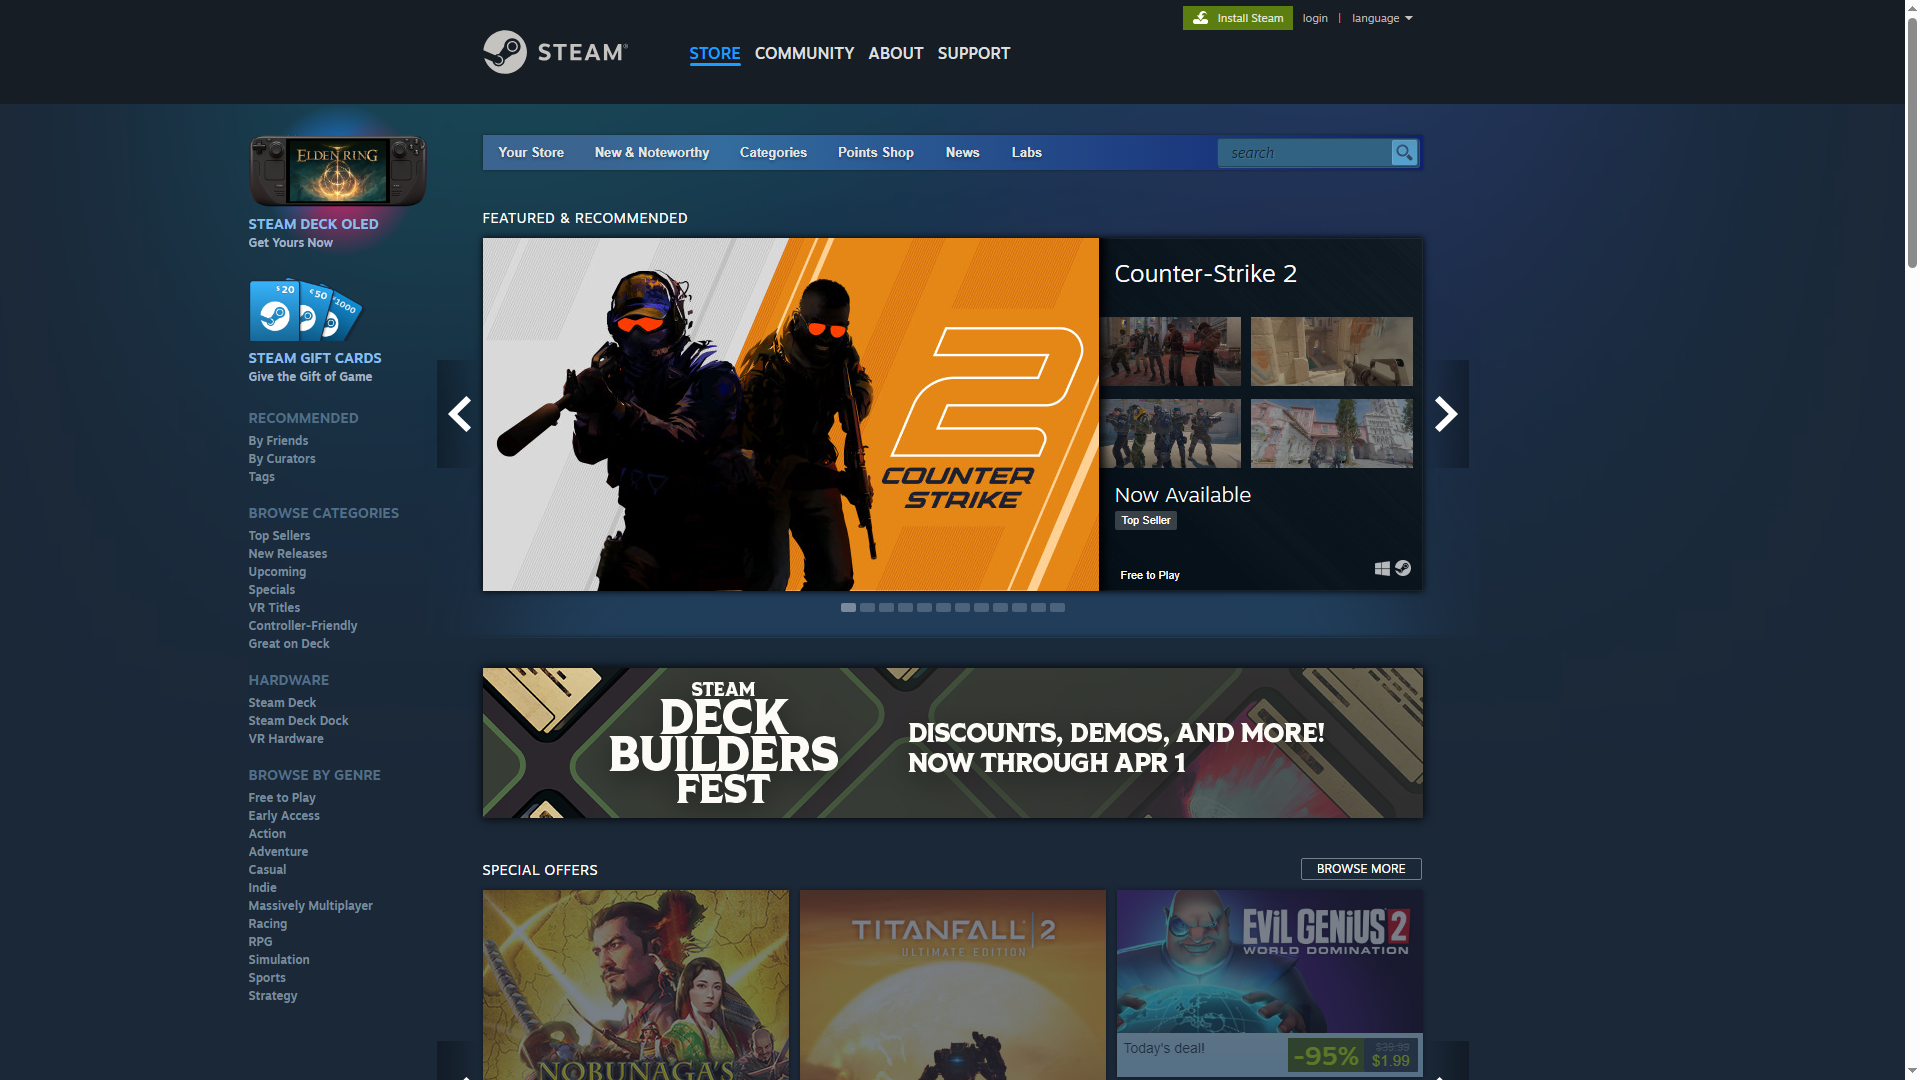 Install Steam
login | language
STEAM®
STORE COMMUNITY ABOUT SUPPORT
ELDEN RING
STEAM DECK OLED
Get Yours Now
$20
€50
¥1000
STEAM GIFT CARDS
Give the Gift of Game
RECOMMENDED
By Friends
By Curators
Tags
BROWSE CATEGORIES
Top Sellers
New Releases
Upcoming
Specials
VR Titles
Controller-Friendly
Great on Deck
HARDWARE
Steam Deck
Steam Deck Dock
VR Hardware
BROWSE BY GENRE
Free to Play
Early Access
Action
Adventure
Casual
Indie
Massively Multiplayer
Racing
RPG
Simulation
Sports
Strategy
Your Store New & Noteworthy Categories Points Shop News Labs
search
FEATURED & RECOMMENDED
2
COUNTER
STRIKE
Counter-Strike 2
Now Available
Top Seller
Free to Play
STEAM
DECK
BUILDERS
FEST
DISCOUNTS, DEMOS, AND MORE!
NOW THROUGH APR 1
SPECIAL OFFERS
BROWSE MORE
NOBUNAGA'S
TITANFALL 2
ULTIMATE EDITION
EVIL GENIUS 2
WORLD DOMINATION
Today's deal!
-95%
$39.99
$1.99